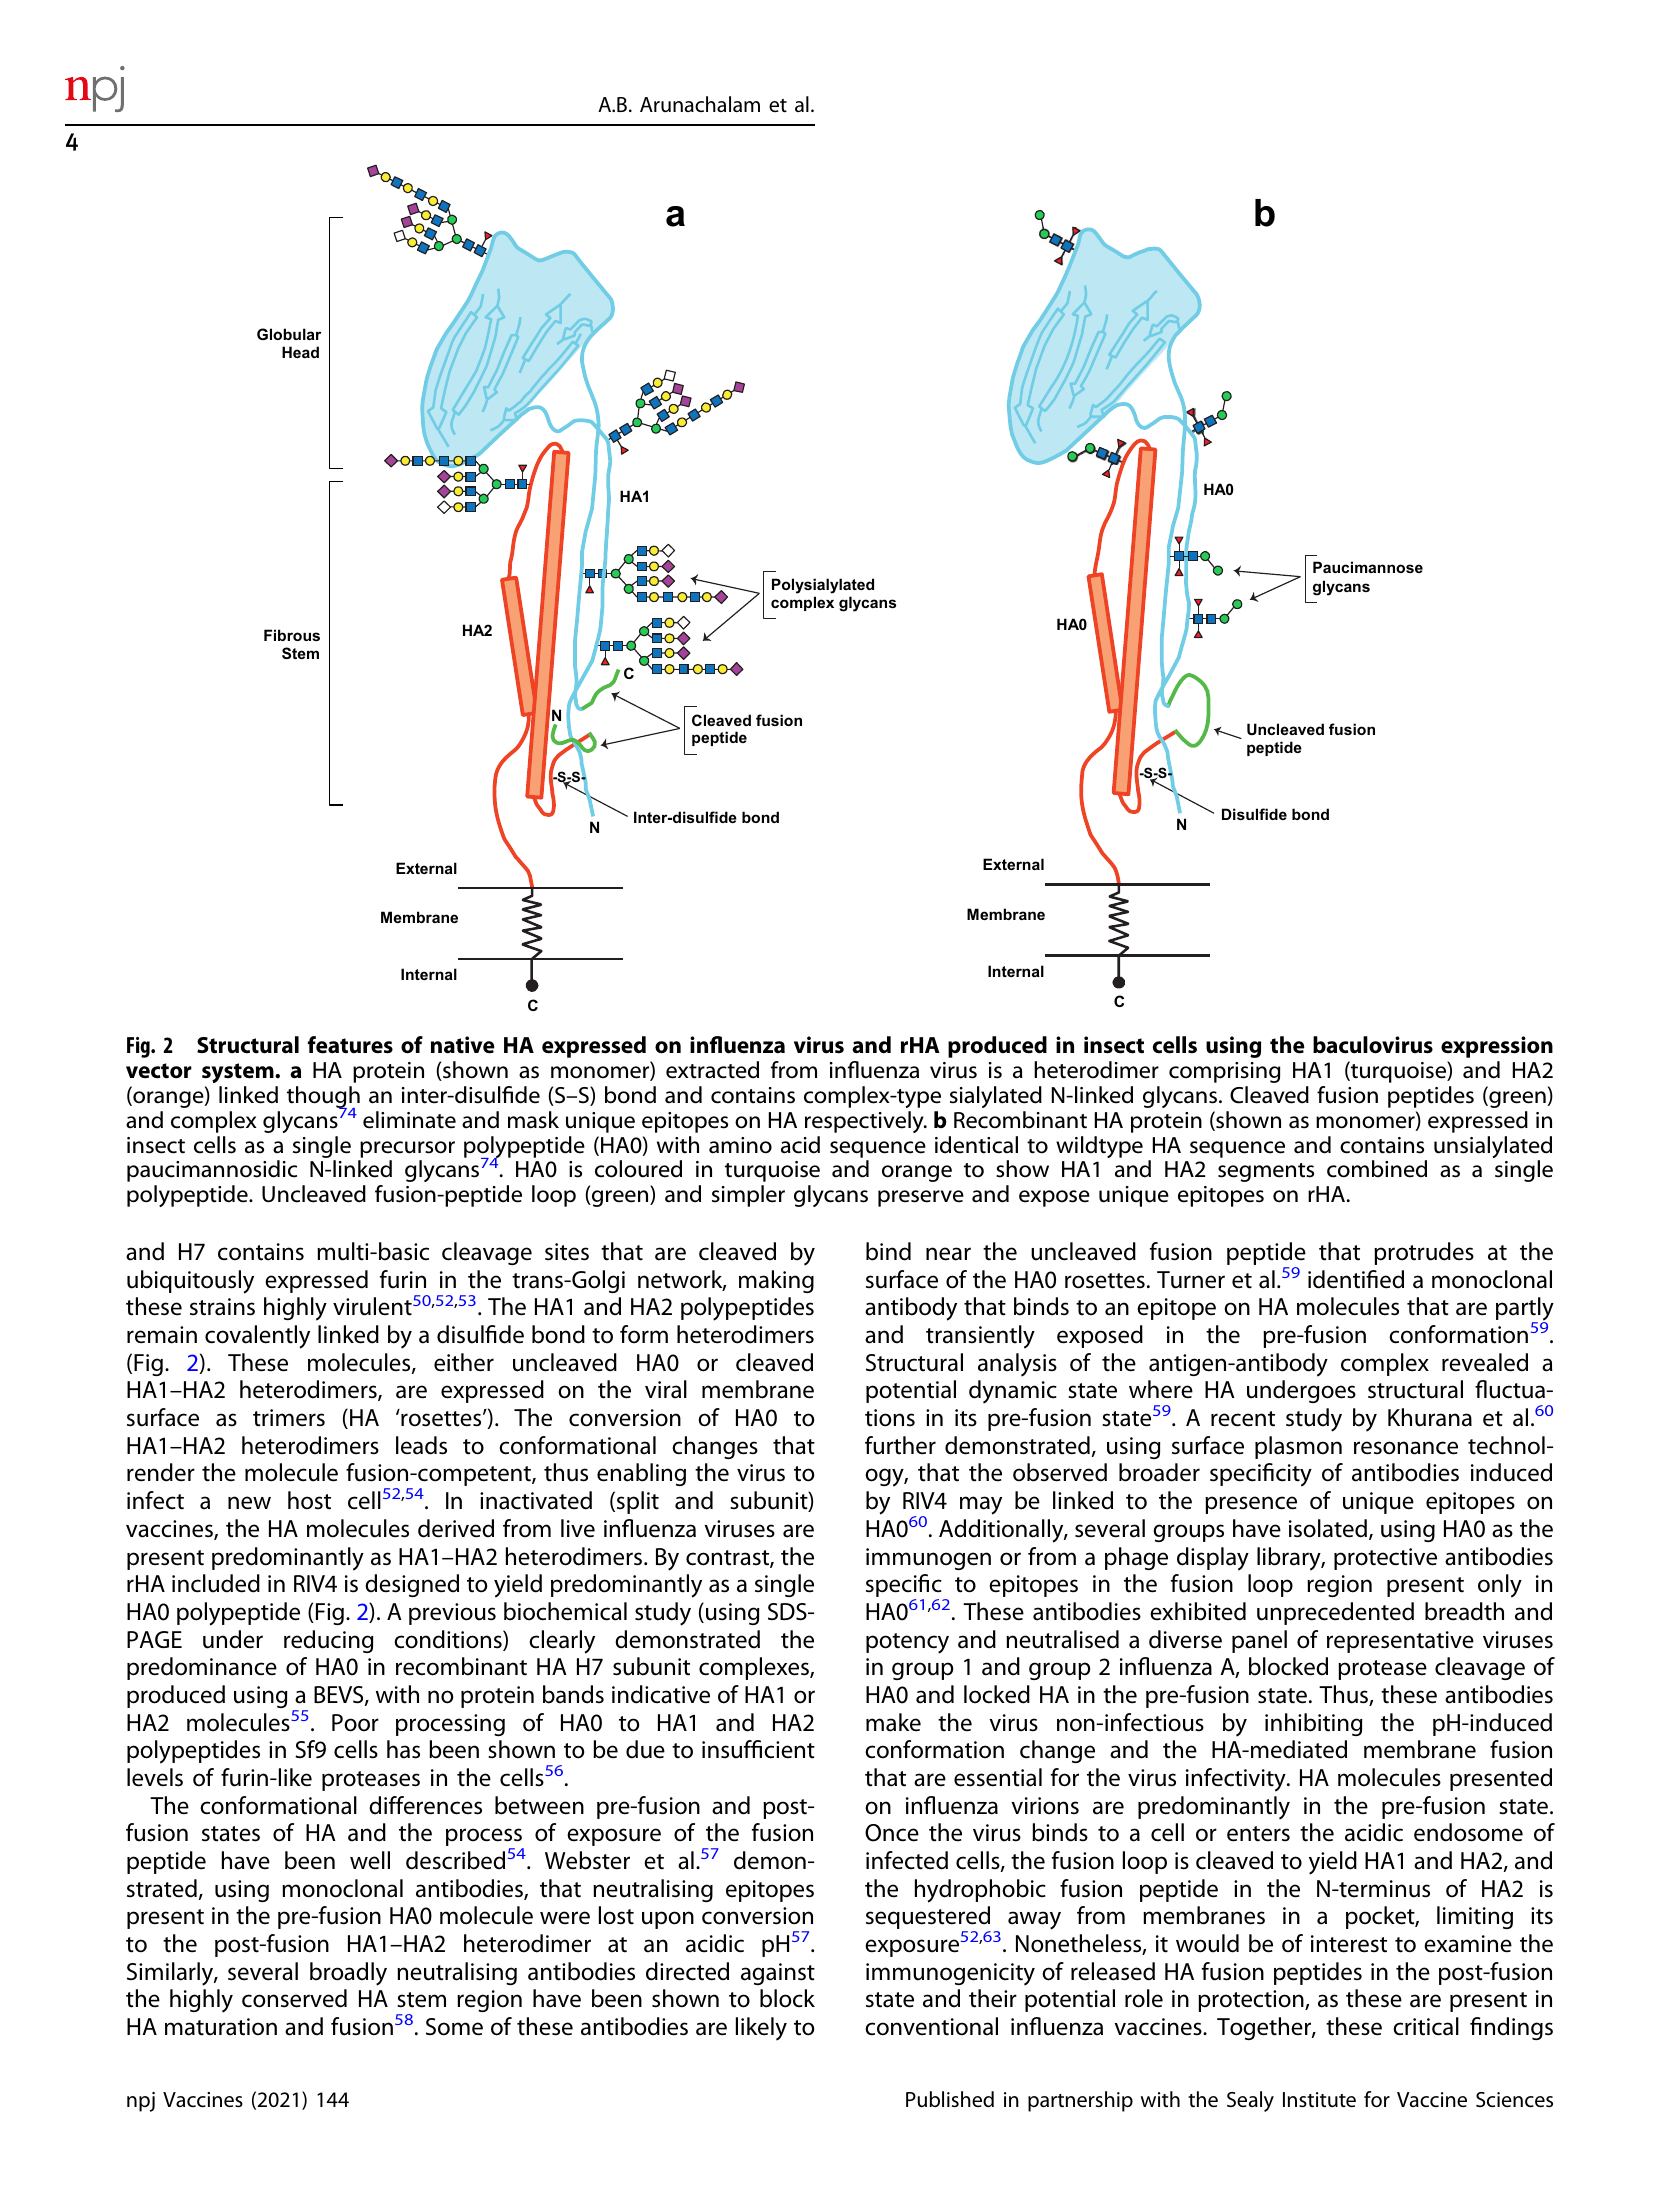 npj
A.B. Arunachalam et al.
4
a
b
Globular
Head
HA1
HA0
Polysialylated
complex glycans
Paucimannose
glycans
HA2
HA0
Fibrous
Stem
C
N
Cleaved fusion
peptide
Uncleaved fusion
peptide
-S-S-
-S-S-
Inter-disulfide bond
Disulfide bond
N
N
External
External
Membrane
Membrane
Internal
Internal
C
C
Fig. 2 Structural features of native HA expressed on influenza virus and rHA produced in insect cells using the baculovirus expression
vector system. a HA protein (shown as monomer) extracted from influenza virus is a heterodimer comprising HA1 (turquoise) and HA2
(orange) linked though an inter-disulfide (S–S) bond and contains complex-type sialylated N-linked glycans. Cleaved fusion peptides (green)
and complex glycans74 eliminate and mask unique epitopes on HA respectively. b Recombinant HA protein (shown as monomer) expressed in
insect cells as a single precursor polypeptide (HA0) with amino acid sequence identical to wildtype HA sequence and contains unsialylated
paucimannosidic N-linked glycans74. HA0 is coloured in turquoise and orange to show HA1 and HA2 segments combined as a single
polypeptide. Uncleaved fusion-peptide loop (green) and simpler glycans preserve and expose unique epitopes on rHA.
and H7 contains multi-basic cleavage sites that are cleaved by
ubiquitously expressed furin in the trans-Golgi network, making
these strains highly virulent50,52,53. The HA1 and HA2 polypeptides
remain covalently linked by a disulfide bond to form heterodimers
(Fig. 2). These molecules, either uncleaved HA0 or cleaved
HA1–HA2 heterodimers, are expressed on the viral membrane
surface as trimers (HA ‘rosettes’). The conversion of HA0 to
HA1–HA2 heterodimers leads to conformational changes that
render the molecule fusion-competent, thus enabling the virus to
infect a new host cell52,54. In inactivated (split and subunit)
vaccines, the HA molecules derived from live influenza viruses are
present predominantly as HA1–HA2 heterodimers. By contrast, the
rHA included in RIV4 is designed to yield predominantly as a single
HA0 polypeptide (Fig. 2). A previous biochemical study (using SDS-
PAGE under reducing conditions) clearly demonstrated the
predominance of HA0 in recombinant HA H7 subunit complexes,
produced using a BEVS, with no protein bands indicative of HA1 or
HA2 molecules55. Poor processing of HA0 to HA1 and HA2
polypeptides in Sf9 cells has been shown to be due to insufficient
levels of furin-like proteases in the cells56.
The conformational differences between pre-fusion and post-
fusion states of HA and the process of exposure of the fusion
peptide have been well described54. Webster et al.57 demon-
strated, using monoclonal antibodies, that neutralising epitopes
present in the pre-fusion HA0 molecule were lost upon conversion
to the post-fusion HA1–HA2 heterodimer at an acidic pH57.
Similarly, several broadly neutralising antibodies directed against
the highly conserved HA stem region have been shown to block
HA maturation and fusion58. Some of these antibodies are likely to
bind near the uncleaved fusion peptide that protrudes at the
surface of the HA0 rosettes. Turner et al.59 identified a monoclonal
antibody that binds to an epitope on HA molecules that are partly
and transiently exposed in the pre-fusion conformation59.
Structural analysis of the antigen-antibody complex revealed a
potential dynamic state where HA undergoes structural fluctua-
tions in its pre-fusion state59. A recent study by Khurana et al.60
further demonstrated, using surface plasmon resonance technol-
ogy, that the observed broader specificity of antibodies induced
by RIV4 may be linked to the presence of unique epitopes on
HA060. Additionally, several groups have isolated, using HA0 as the
immunogen or from a phage display library, protective antibodies
specific to epitopes in the fusion loop region present only in
HA061,62. These antibodies exhibited unprecedented breadth and
potency and neutralised a diverse panel of representative viruses
in group 1 and group 2 influenza A, blocked protease cleavage of
HA0 and locked HA in the pre-fusion state. Thus, these antibodies
make the virus non-infectious by inhibiting the pH-induced
conformation change and the HA-mediated membrane fusion
that are essential for the virus infectivity. HA molecules presented
on influenza virions are predominantly in the pre-fusion state.
Once the virus binds to a cell or enters the acidic endosome of
infected cells, the fusion loop is cleaved to yield HA1 and HA2, and
the hydrophobic fusion peptide in the N-terminus of HA2 is
sequestered away from membranes in a pocket, limiting its
exposure52,63. Nonetheless, it would be of interest to examine the
immunogenicity of released HA fusion peptides in the post-fusion
state and their potential role in protection, as these are present in
conventional influenza vaccines. Together, these critical findings
npj Vaccines (2021) 144
Published in partnership with the Sealy Institute for Vaccine Sciences